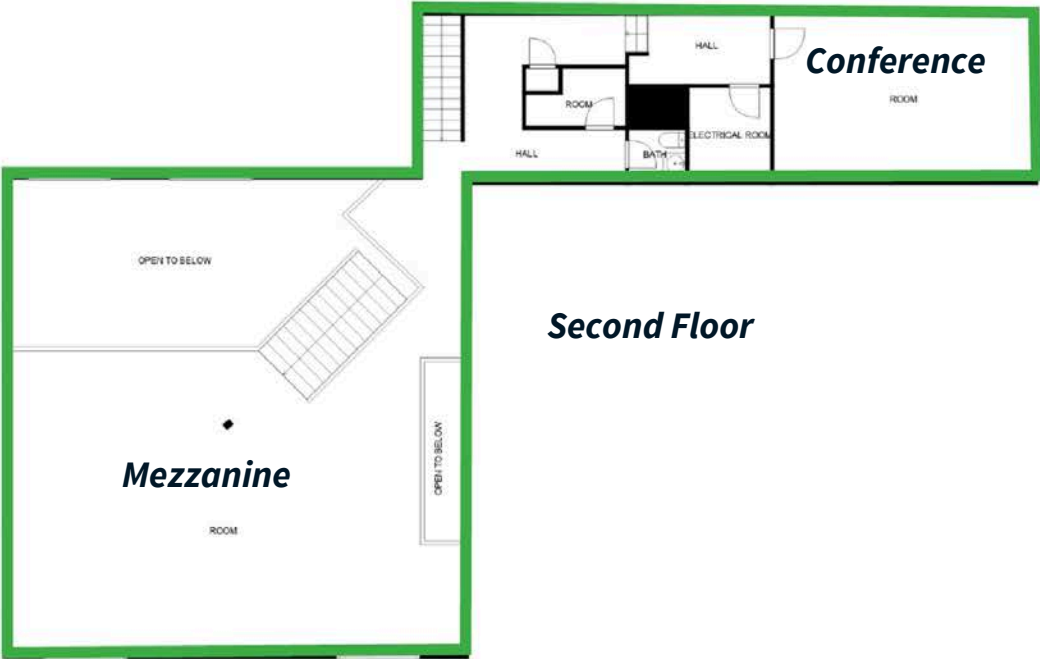 HALL
Conference
ROOM
ROOM
ELECTRICAL ROOM
HALL
BATH
OPEN TO BELOW
Second Floor
OPEN TO BELOW
Mezzanine
ROOM